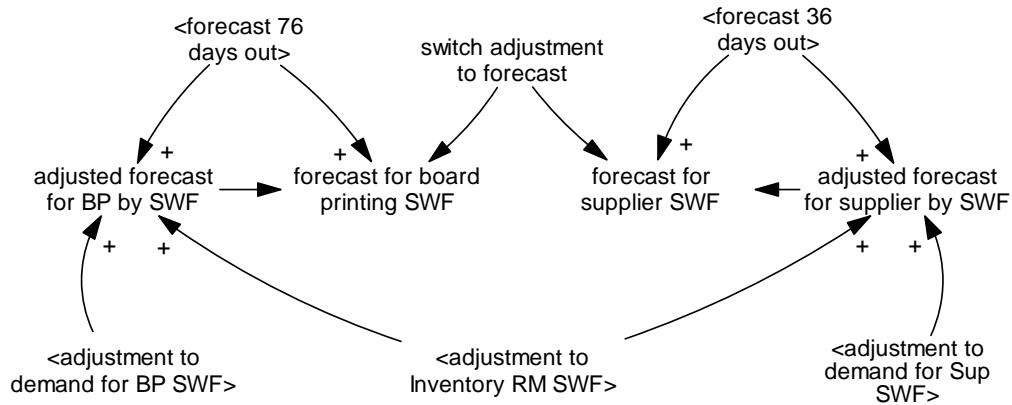 <forecast 76
days out>
switch adjustment
to forecast
<forecast 36
days out>
+
+
+
+
adjusted forecast
for BP by SWF
forecast for board
printing SWF
forecast for
supplier SWF
adjusted forecast
for supplier by SWF
+
+
+
+
<adjustment to
demand for BP SWF>
<adjustment to
Inventory RM SWF>
<adjustment to
demand for Sup
SWF>